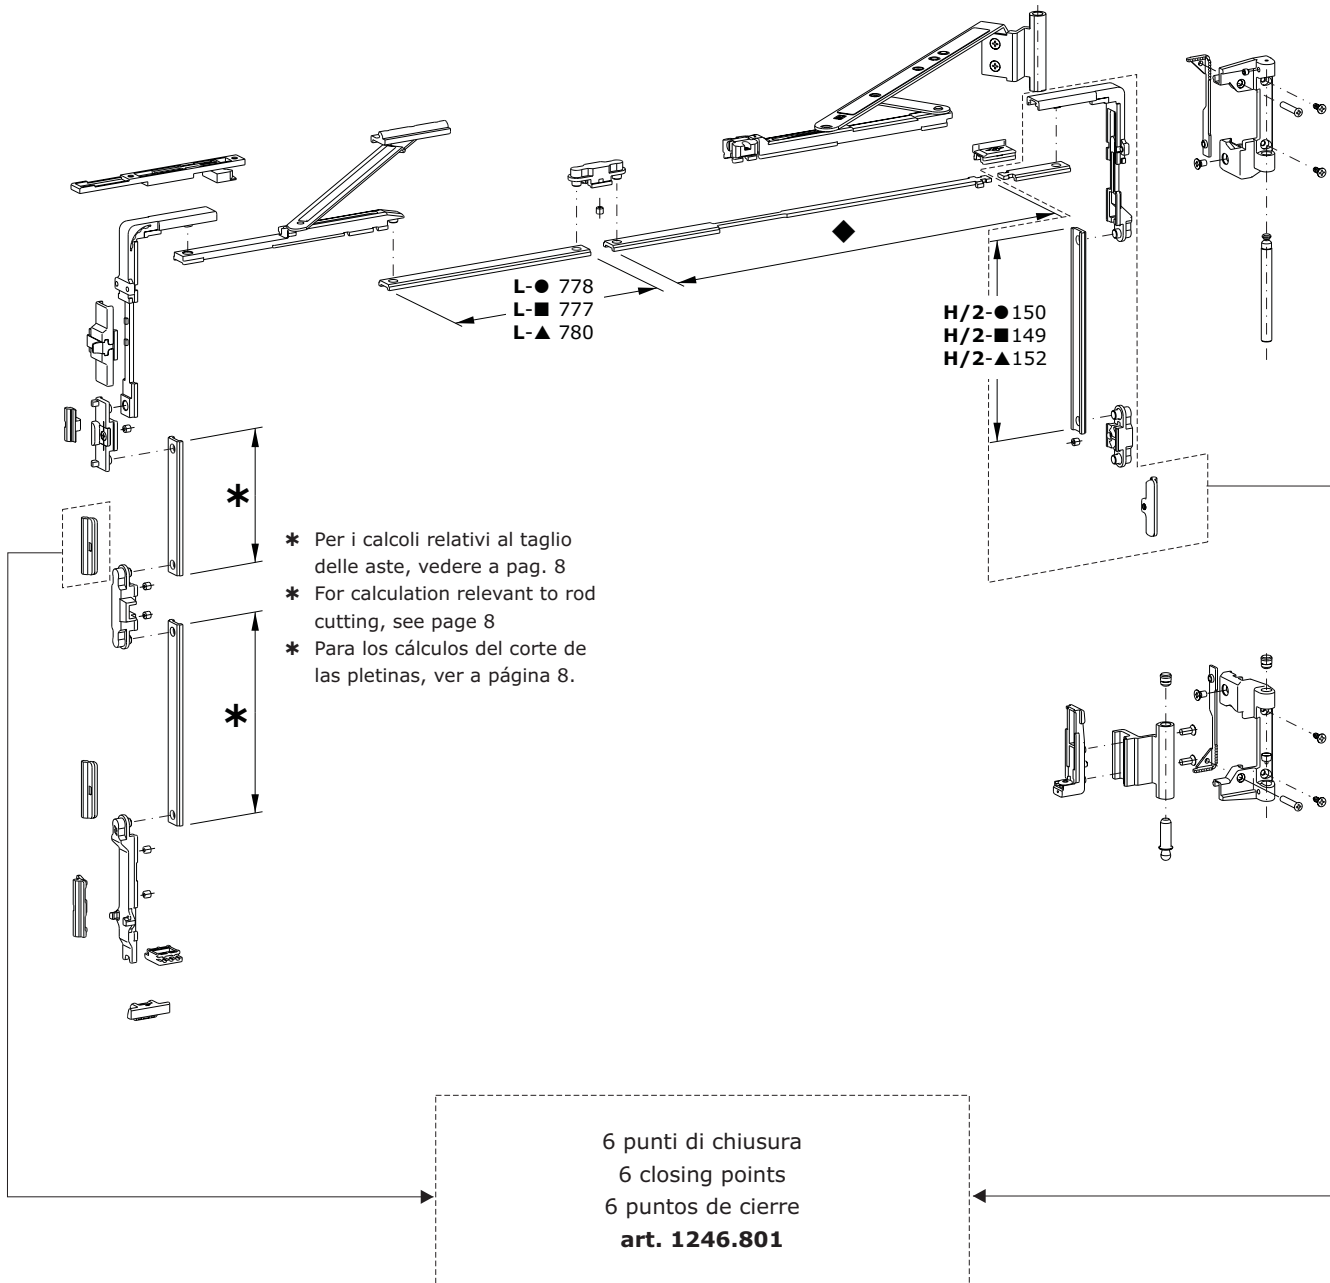 L-● 778
L-■ 777
L-▲ 780
◆
H/2-●150
H/2-■149
H/2-▲152
*
*
* Per i calcoli relativi al taglio
delle aste, vedere a pag. 8
* For calculation relevant to rod
cutting, see page 8
* Para los cálculos del corte de
las pletinas, ver a página 8.
6 punti di chiusura
6 closing points
6 puntos de cierre
art. 1246.801